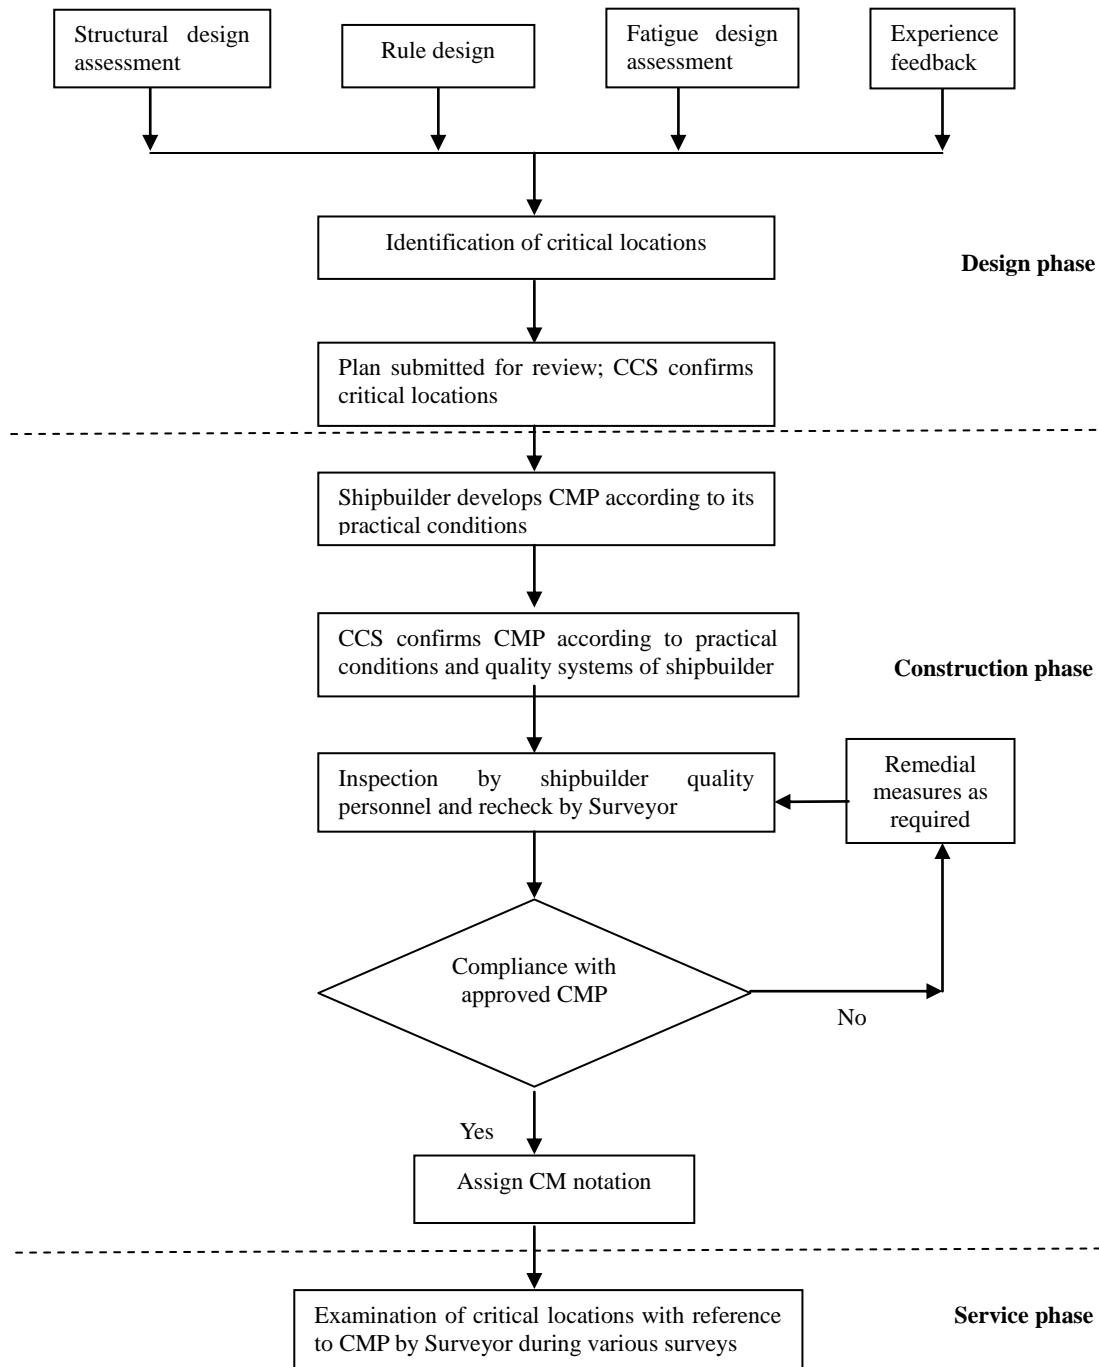 Structural design
assessment
Rule design
Fatigue design
assessment
Experience
feedback
Identification of critical locations
Design phase
Plan submitted for review; CCS confirms
critical locations
Shipbuilder develops CMP according to its
practical conditions
CCS confirms CMP according to practical
conditions and quality systems of shipbuilder
Construction phase
Inspection by shipbuilder quality
personnel and recheck by Surveyor
Remedial
measures as
required
Compliance with
approved CMP
No
Yes
Assign CM notation
Examination of critical locations with reference
to CMP by Surveyor during various surveys
Service phase